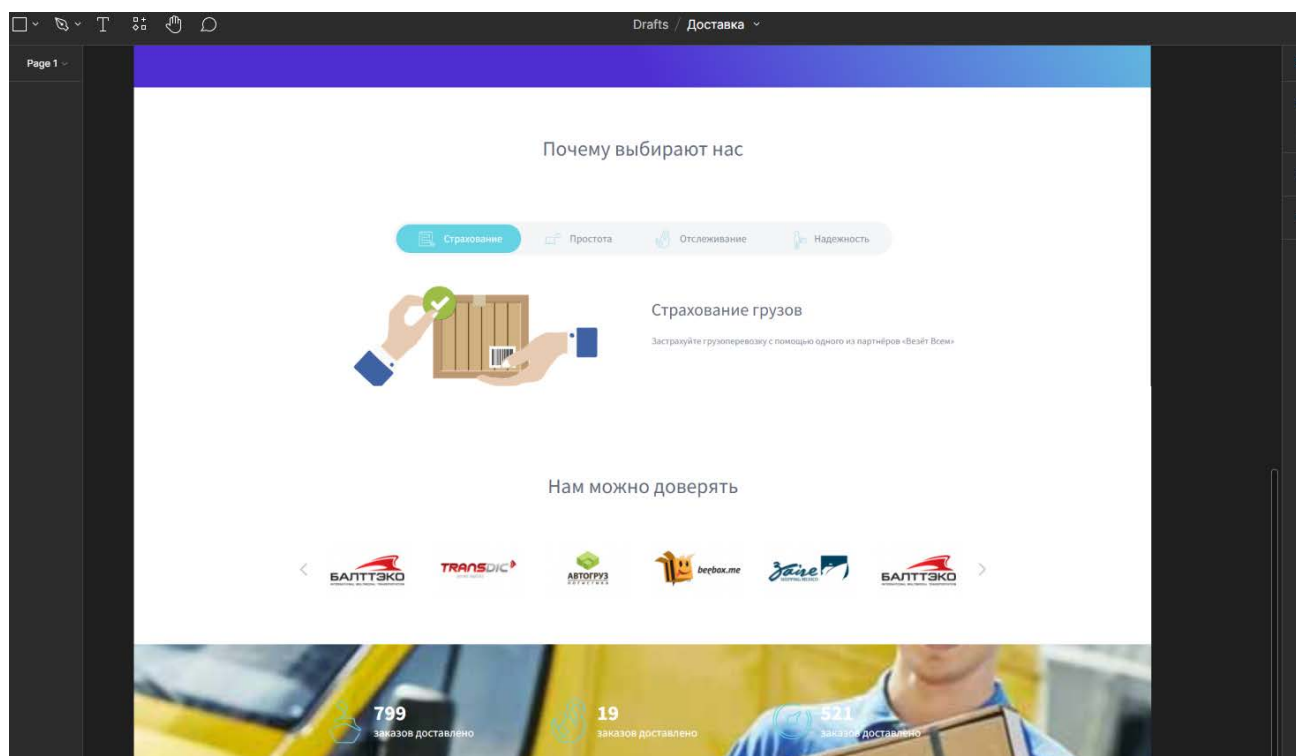 Drafts / Доставка
Page 1
Почему выбирают нас
Страхование Простота Отслеживание Надежность
Страхование грузов
Застрахуйте грузоперевозку с помощью одного из партнёров «Везёт Всем»
Нам можно доверять
БАЛТТЭКО TRANSDIC АВТОГРУЗ beebox.me Zaire БАЛТТЭКО
ЛОГИСТИКА
799 19 521
заказов доставлено заказов доставлено заказов доставлено